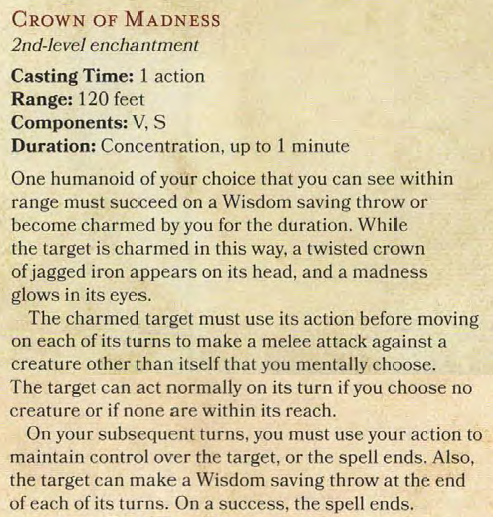 CROWN OF MADNESS
2nd-level enchantment
Casting Time: 1 action
Range: 120 feet
Components: V, S
Duration: Concentration, up to 1 minute
One humanoid of your choice that you can see within
range must succeed on a Wisdom saving throw or
become charmed by you for the duration. While
the target is charmed in this way, a twisted crown
of jagged iron appears on its head, and a madness
glows in its eyes.
The charmed target must use its action before moving
on each of its turns to make a melee attack against a
creature other than itself that you mentally choose.
The target can act normally on its turn if you choose no
creature or if none are within its reach.
On your subsequent turns, you must use your action to
maintain control over the target, or the spell ends. Also,
the target can make a Wisdom saving throw at the end
of each of its turns. On a success, the spell ends.